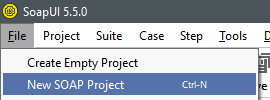 SoapUI 5.5.0
File Project Suite Case Step Tools
Create Empty Project
New SOAP Project Ctrl-N